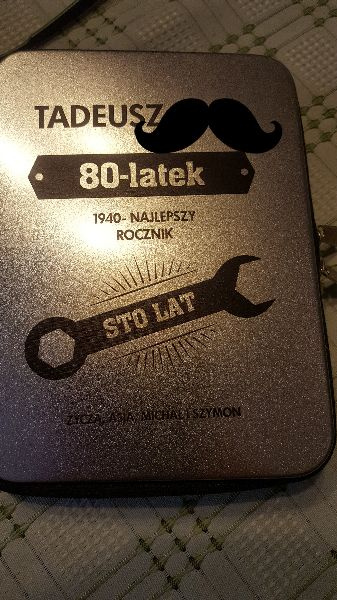 TADEUSZ
80-latek
1940- NAJLEPSZY
ROCZNIK
STO LAT
ŻYCZĄ, ASIA, MICHAŁ I SZYMON